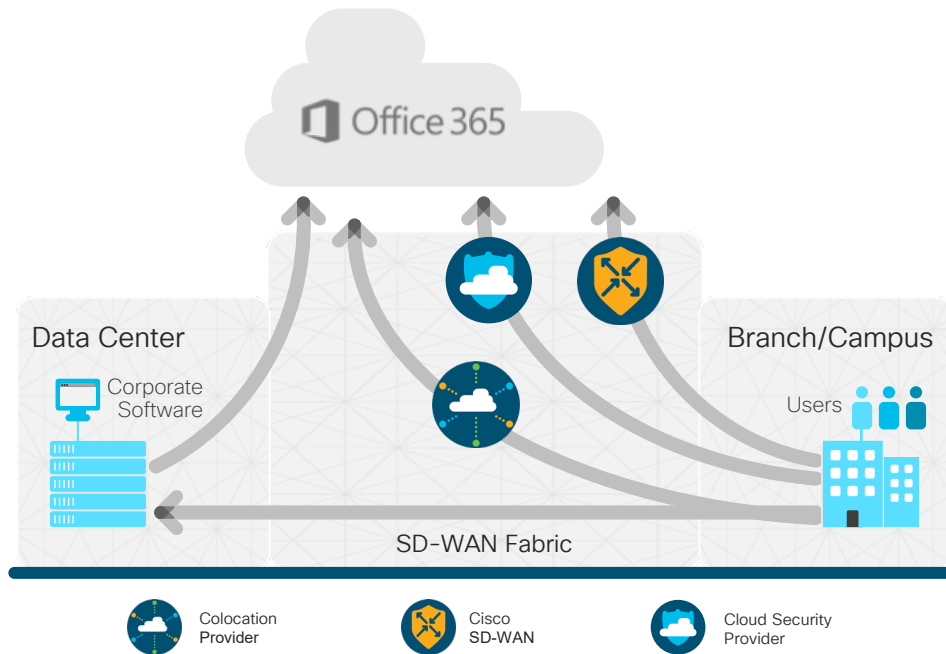 Office 365
Data Center
Corporate
Software
Branch/Campus
Users
SD-WAN Fabric
Colocation
Provider
Cisco
SD-WAN
Cloud Security
Provider